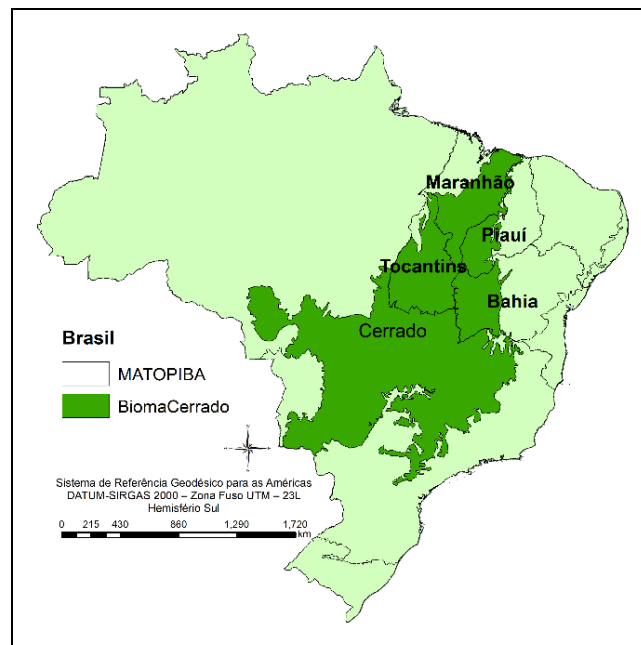 Maranhão
Piauí
Tocantins
Bahia
Cerrado
Brasil
MATOPIBA
BiomaCerrado
Sistema de Referência Geodésico para as Américas
DATUM-SIRGAS 2000 – Zona Fuso UTM – 23L
Hemisfério Sul
0 215 430 860 1,290 1,720
km